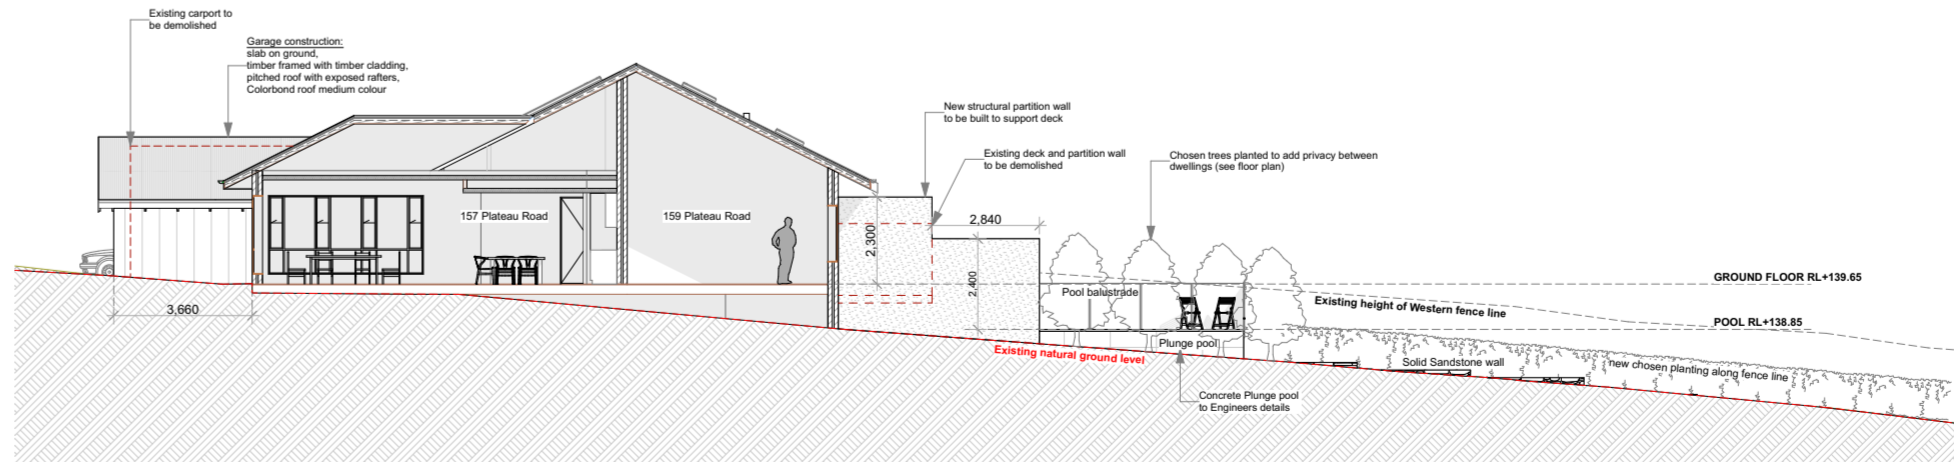 Existing carport to
be demolished
Garage construction:
slab on ground,
timber framed with timber cladding,
pitched roof with exposed rafters,
Colorbond roof medium colour
New structural partition wall
to be built to support deck
Existing deck and partition wall
to be demolished
Chosen trees planted to add privacy between
dwellings (see floor plan)
157 Plateau Road
159 Plateau Road
2,840
2,300
2,400
3,660
Pool balustrade
GROUND FLOOR RL+139.65
Existing height of Western fence line
POOL RL+138.85
Plunge pool
Existing natural ground level
Solid Sandstone wall
new chosen planting along fence line
Concrete Plunge pool
to Engineers details